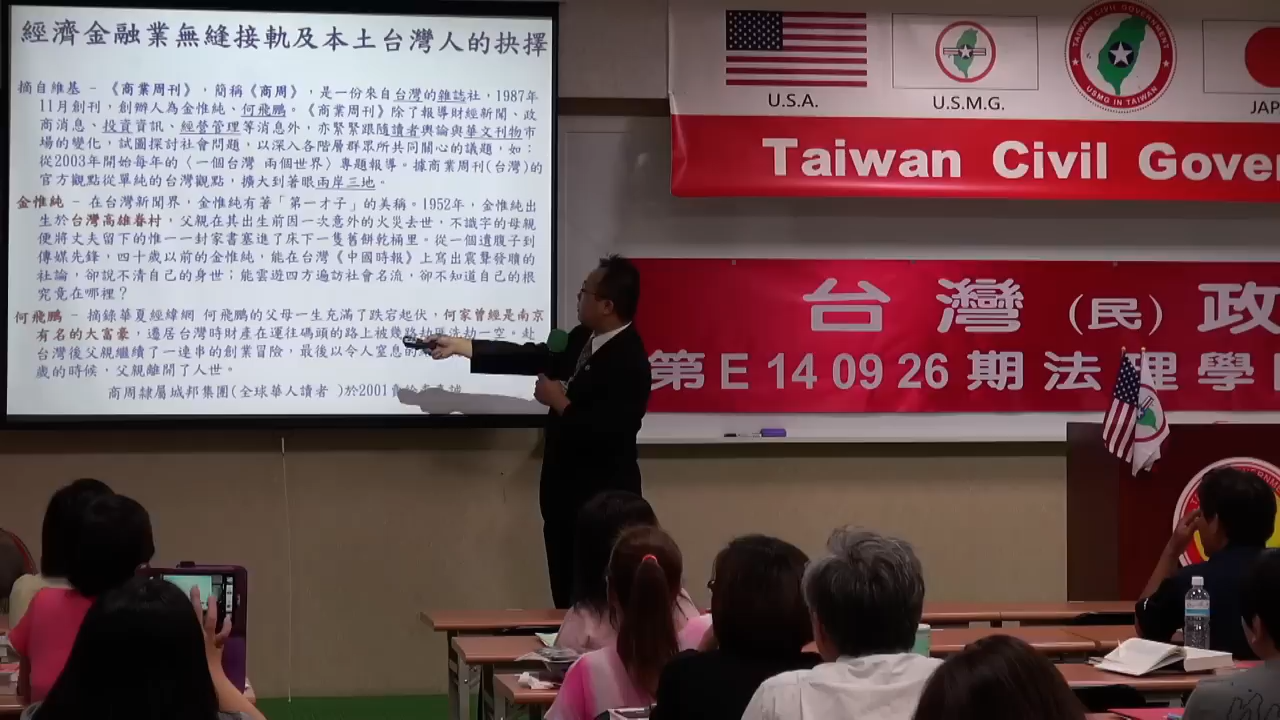 經濟金融業無縫接軌及本土台灣人的抉擇
摘自維基 – 《商業周刊》，簡稱《商周》，是一份來自台灣的雜誌社，1987年
11月創刊，創辦人為金惟純、何飛鵬。《商業周刊》除了報導財經新聞、政
商消息、投資資訊、經營管理等消息外，亦緊緊跟隨讀者輿論與華文刊物市
場的變化，試圖探討社會問題，以深入各階層群眾所共同關心的議題，如：
從2003年開始每年的〈一個台灣 兩個世界〉專題報導。據商業周刊(台灣)的
官方觀點從單純的台灣觀點，擴大到著眼兩岸三地。
金惟純 – 在台灣新聞界，金惟純有著「第一才子」的美稱。1952年，金惟純出
生於台灣高雄眷村，父親在其出生前因一次意外的火災去世，不識字的母親
便將丈夫留下的惟一一封家書塞進了床下一隻舊餅乾桶里。從一個遺腹子到
傳媒先鋒，四十歲以前的金惟純，能在台灣《中國時報》上寫出震聾發聵的
社論，卻說不清自己的身世；能雲遊四方遍訪社會名流，卻不知道自己的根
究竟在哪裡？
何飛鵬 – 摘錄華夏經緯網 何飛鵬的父母一生充滿了跌宕起伏，何家曾經是南京
有名的大富豪，遷居台灣時財產在運往碼頭的路上被幾路劫匪洗劫一空。赴
台灣後父親繼續了一連串的創業冒險，最後以令人窒息的
歲的時候，父親離開了人世。
商周隸屬城邦集團(全球華人讀者 )於2001
U.S.A.
U.S.M.G.
TAIWAN CIVIL GOVERNMENT
USMG IN TAIWAN
JAP
Taiwan Civil Gover
台灣(民)政
第E140926期法理學